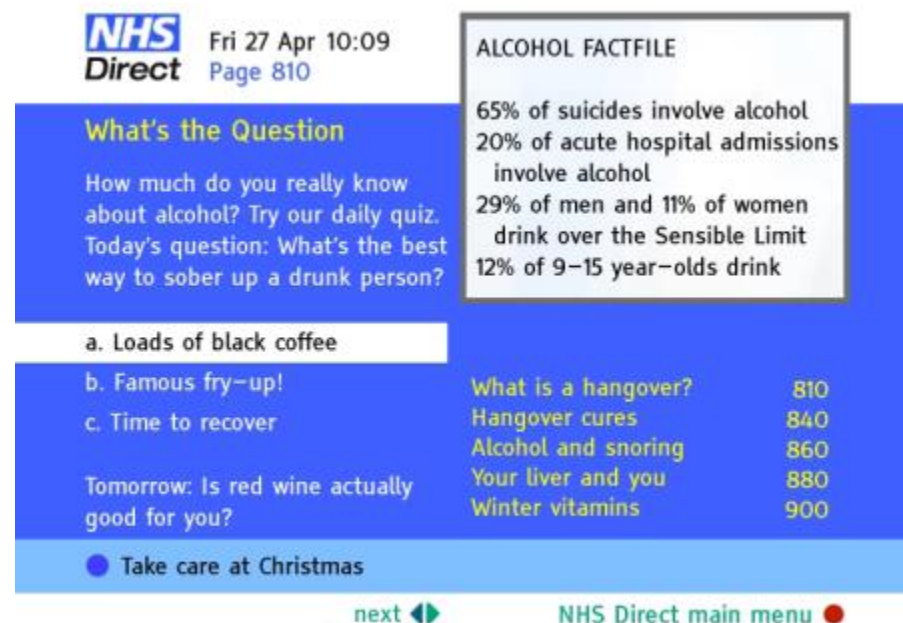 NHS
Direct
Fri 27 Apr 10:09
Page 810
What's the Question
How much do you really know
about alcohol? Try our daily quiz.
Today's question: What's the best
way to sober up a drunk person?
a. Loads of black coffee
b. Famous fry-up!
c. Time to recover
Tomorrow: Is red wine actually
good for you?
ALCOHOL FACTFILE
65% of suicides involve alcohol
20% of acute hospital admissions
involve alcohol
29% of men and 11% of women
drink over the Sensible Limit
12% of 9-15 year-olds drink
What is a hangover? 810
Hangover cures 840
Alcohol and snoring 860
Your liver and you 880
Winter vitamins 900
Take care at Christmas
next
NHS Direct main menu